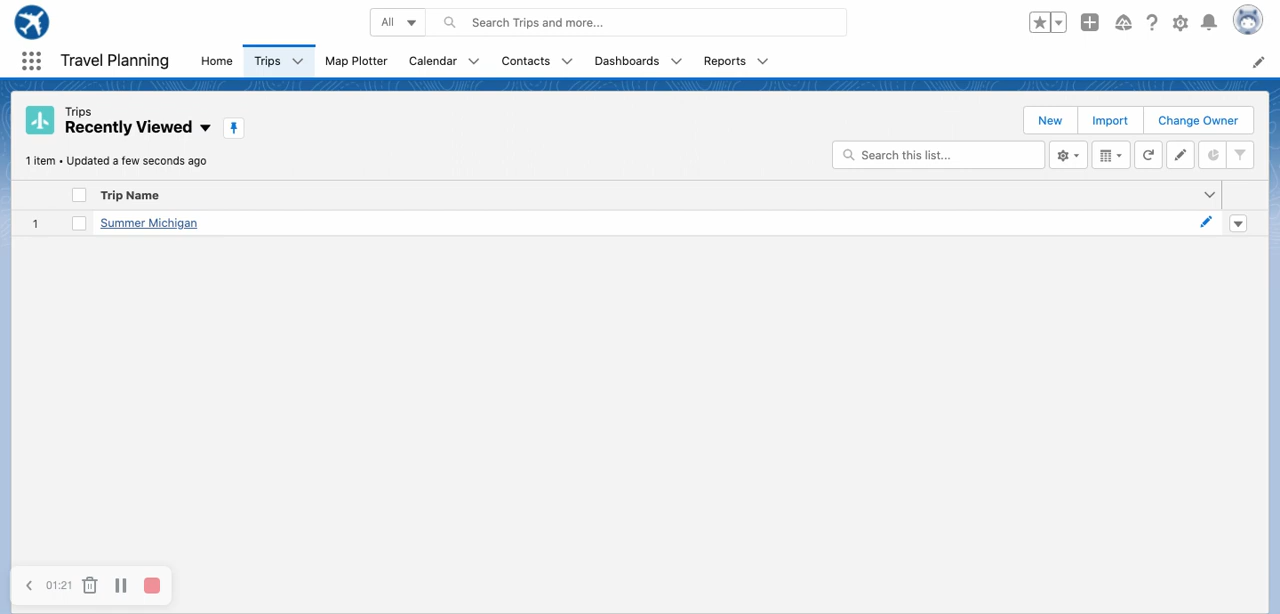 All Search Trips and more...
Travel Planning Home Trips Map Plotter Calendar Contacts Dashboards Reports
Trips
Recently Viewed
New Import Change Owner
1 item • Updated a few seconds ago
Search this list...
Trip Name
1 Summer Michigan
01:21